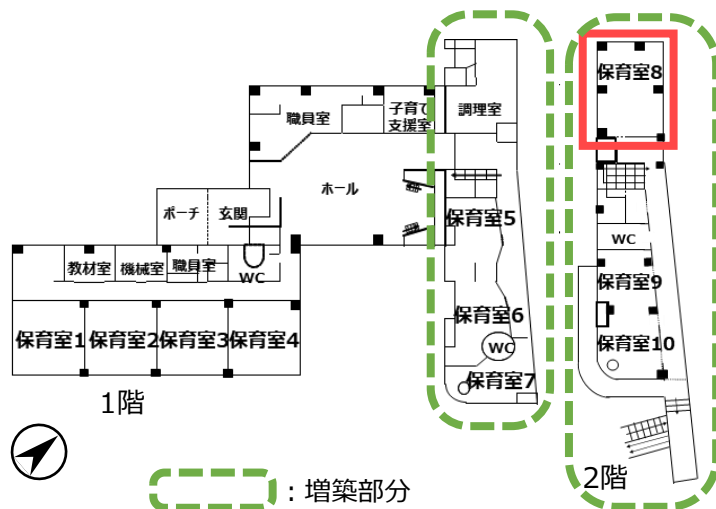 保育室8
職員室
子育て
支援室
調理室
ホール
ポーチ
玄関
保育室5
WC
教材室
機械室
職員室
WC
保育室9
保育室6
保育室1
保育室2
保育室3
保育室4
WC
保育室10
保育室7
1階
2階
：増築部分